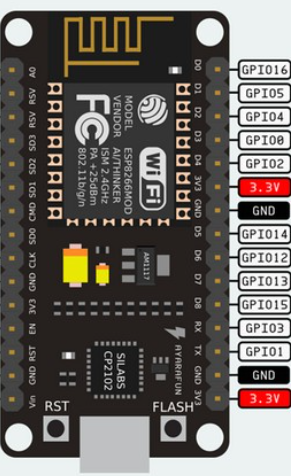 A0
RSV
RSV
SD3
SD2
SD1
CMD
SD0
CLK
GND
3V3
EN
RST
GND
Vin
D0
D1
D2
D3
D4
3V3
GND
D5
D6
D7
D8
RX
TX
GND
3V3
GPIO16
GPIO5
GPIO4
GPIO0
GPIO2
3.3V
GND
GPIO14
GPIO12
GPIO13
GPIO15
GPIO3
GPIO1
GND
3.3V
MODEL ESP8266MOD
VENDOR AI/THINKER
ISM 2.4GHz
PA +25dBm
802.11b/g/n
FC
Wi Fi
AM1117
SILABS
CP2102
AYARAFUN
RST
FLASH